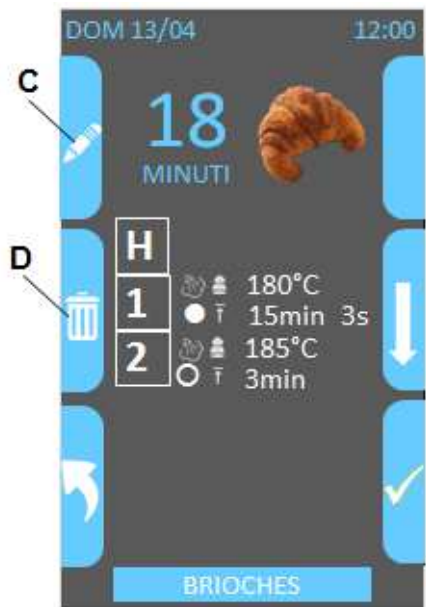 DOM 13/04 12:00
C
18
MINUTI
D
H
1 180°C
15min 3s
2 185°C
3min
BRIOCHES